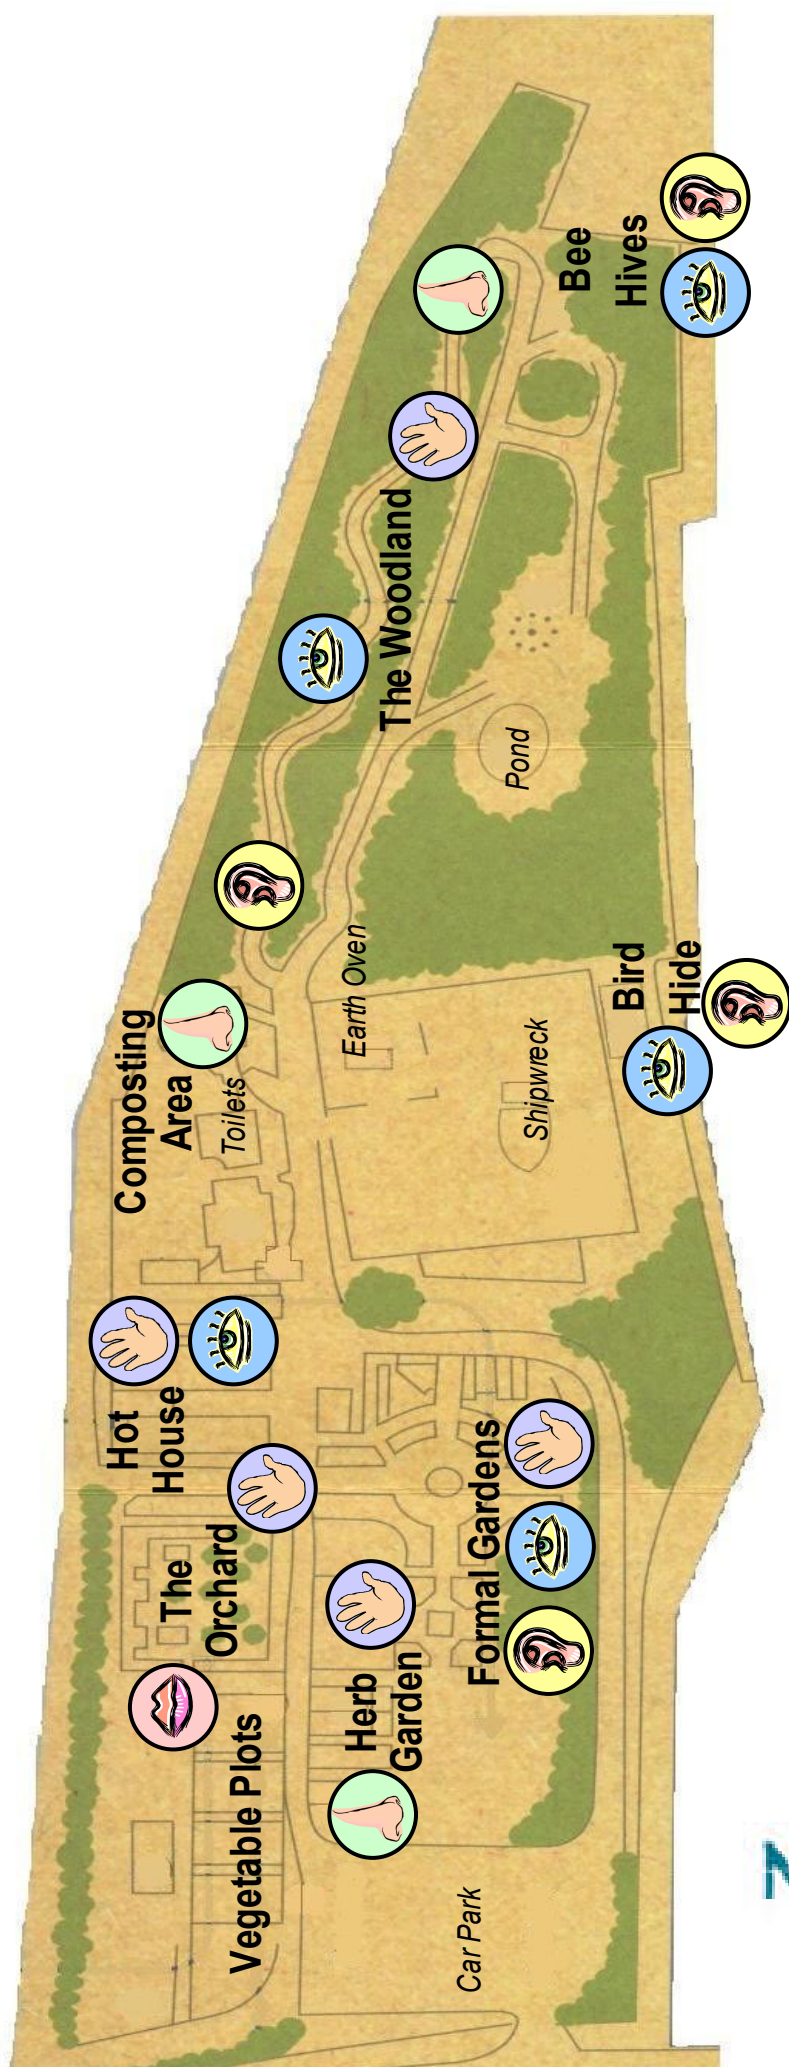 Bee
Hives
The Woodland
Pond
Bird
Hide
Earth Oven
Shipwreck
Composting
Area
Toilets
Hot
House
The
Orchard
Formal Gardens
Herb
Garden
Vegetable Plots
Car Park